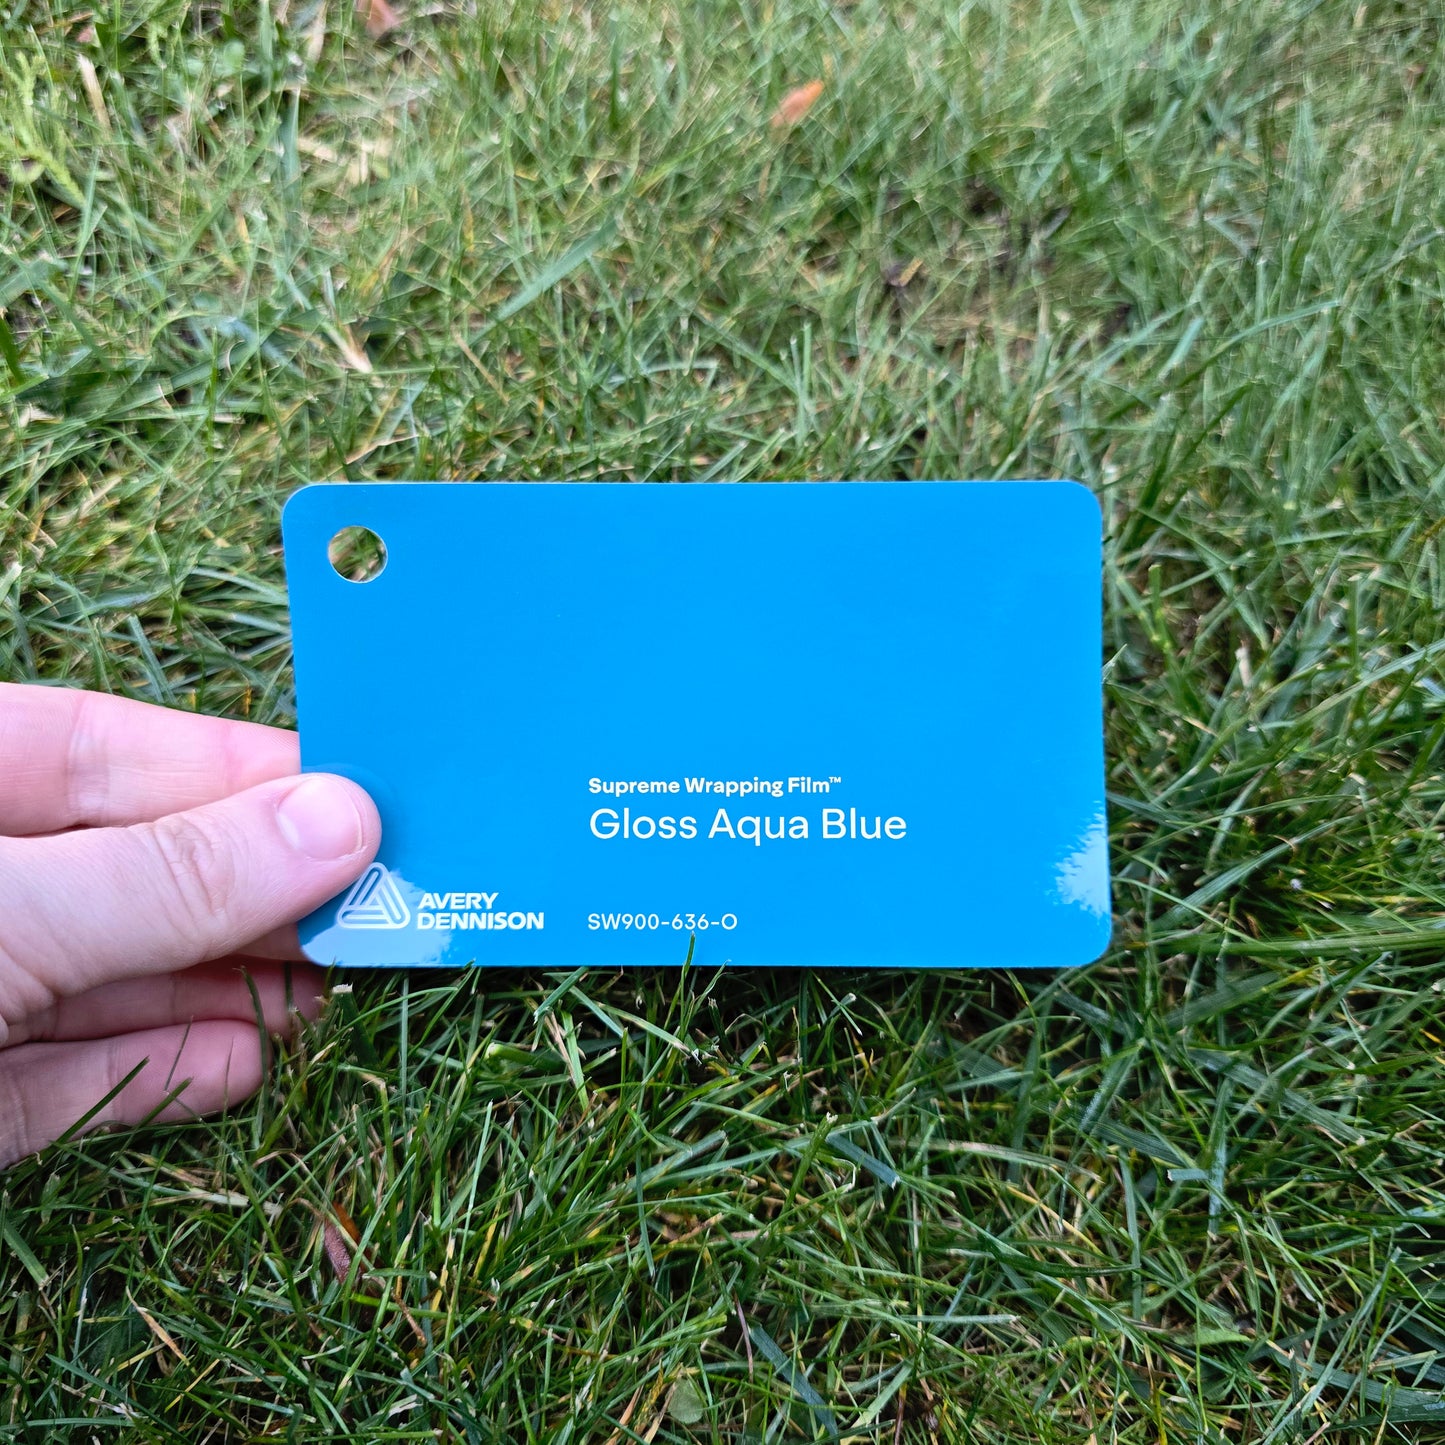 Supreme Wrapping Film™
Gloss Aqua Blue
AVERY
DENNISON
SW900-636-O